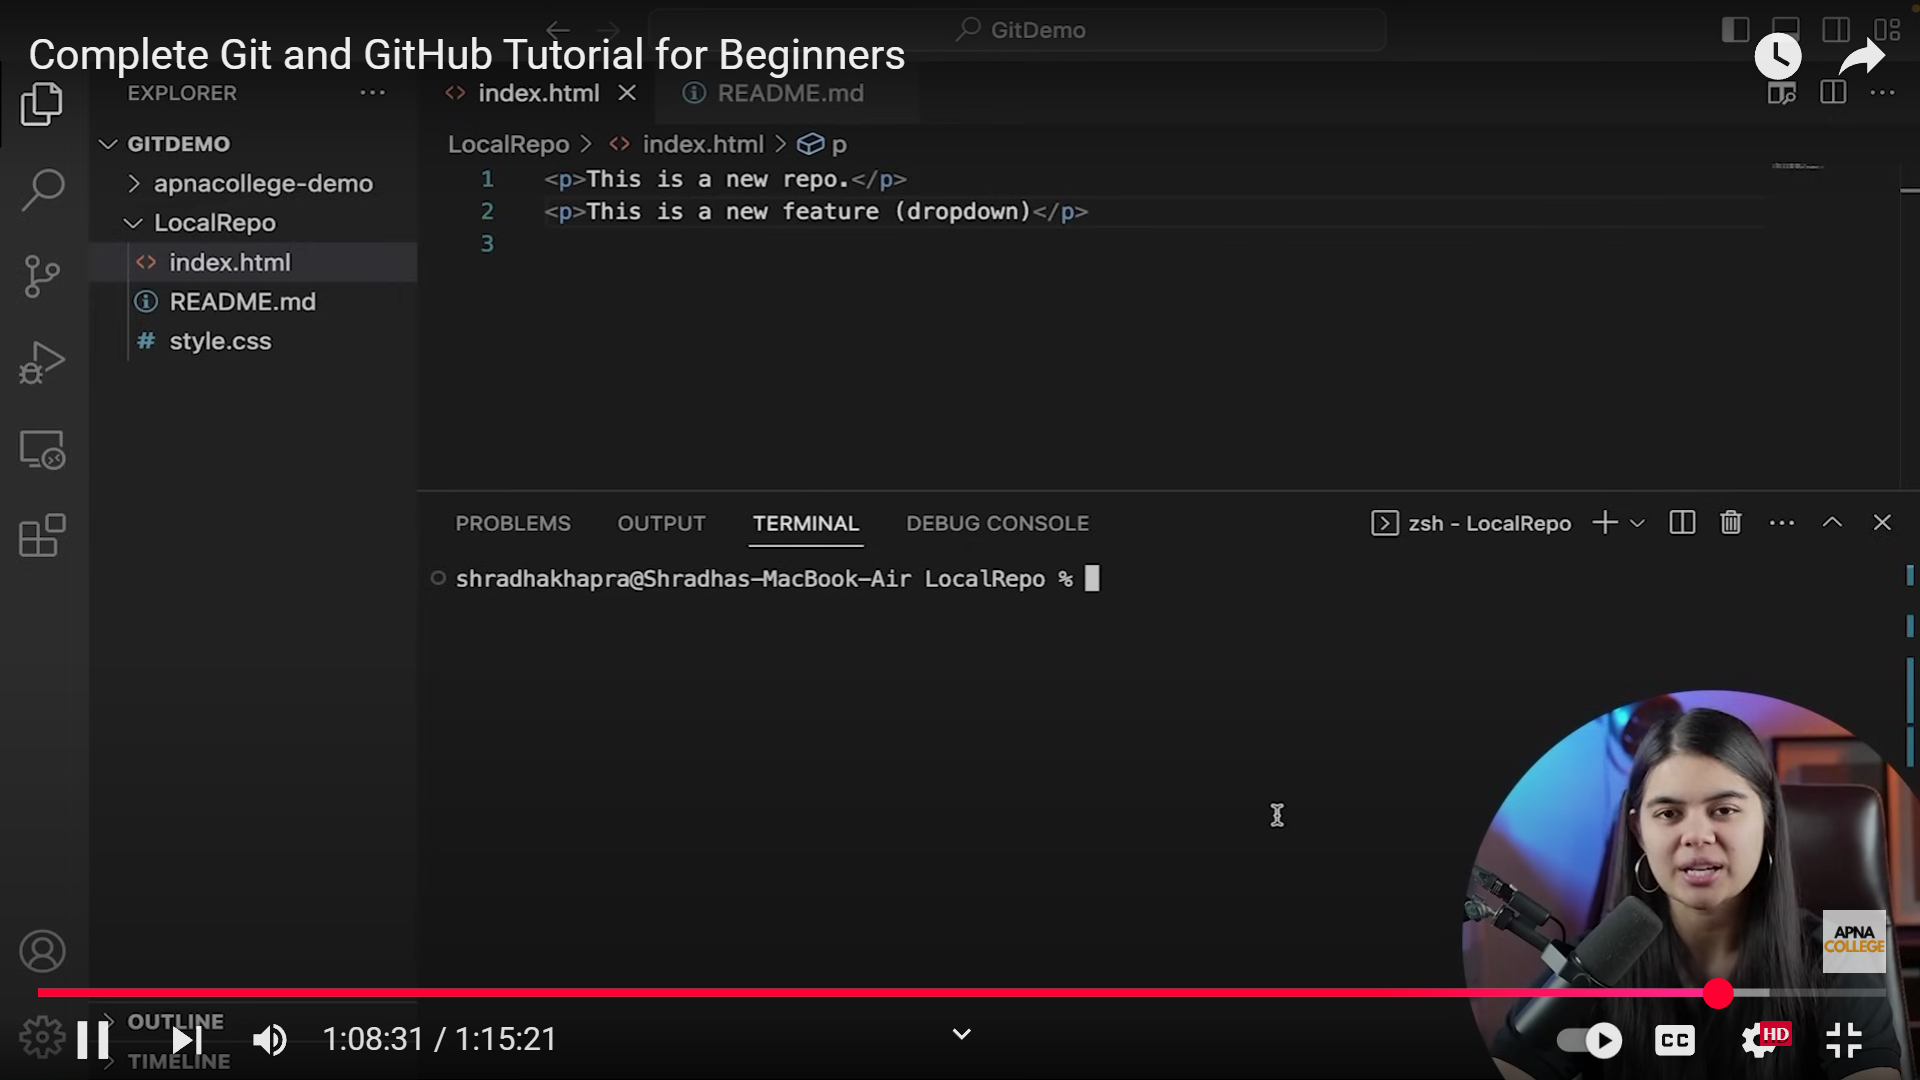 GitDemo
Complete Git and GitHub Tutorial for Beginners
EXPLORER
index.html
README.md
GITDEMO
apnacollege-demo
LocalRepo
index.html
README.md
style.css
LocalRepo > index.html > p
1 <p>This is a new repo.</p>
2 <p>This is a new feature (dropdown)</p>
3
PROBLEMS OUTPUT TERMINAL DEBUG CONSOLE
zsh - LocalRepo
shradhakhapra@Shradhas-MacBook-Air LocalRepo %
APNA
COLLEGE
OUTLINE
TIMELINE
1:08:31 / 1:15:21
CC
HD